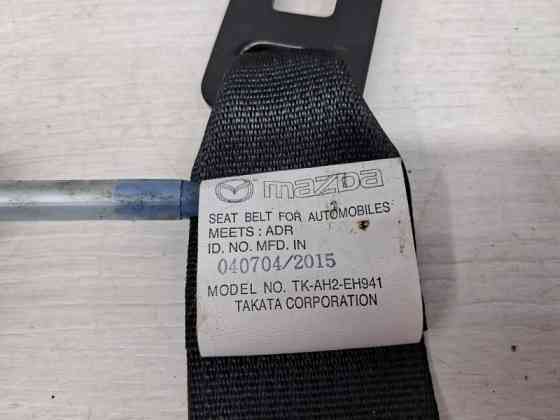 mazda
SEAT BELT FOR AUTOMOBILES
MEETS : ADR
ID. NO. MFD. IN
040704/2015
MODEL NO. TK-AH2-EH941
TAKATA CORPORATION